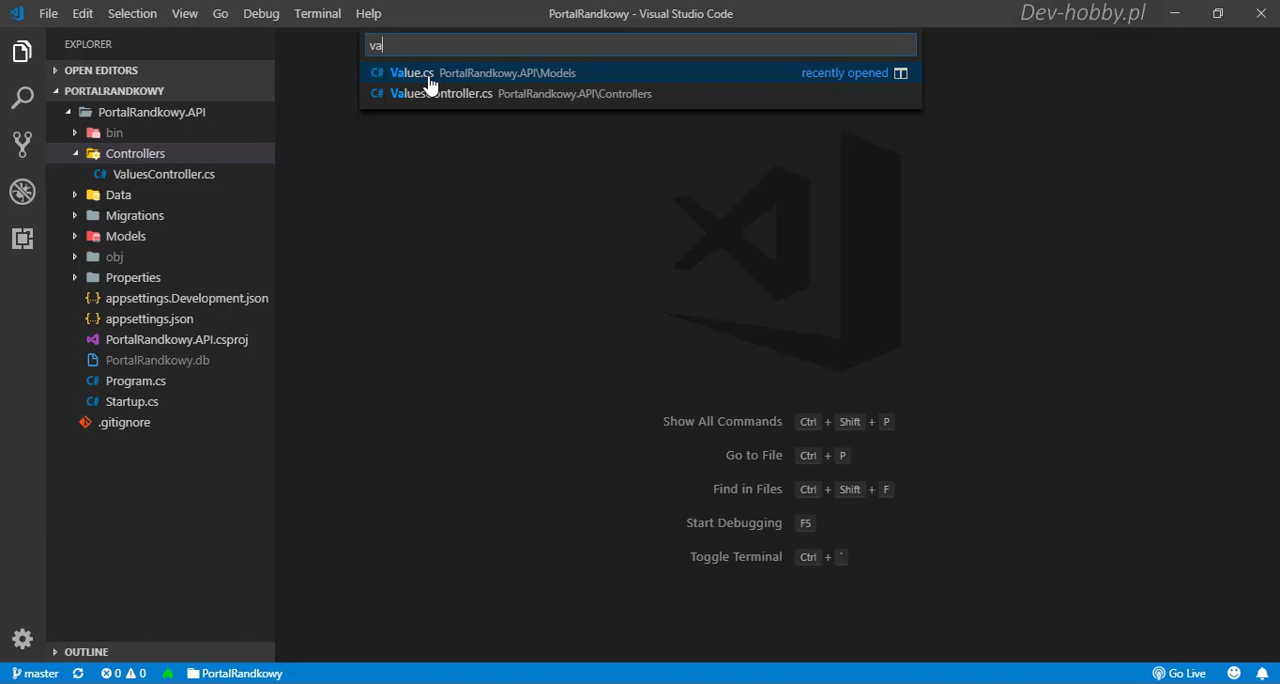 File Edit Selection View Go Debug Terminal Help
PortalRandkowy - Visual Studio Code
Dev-hobby.pl
EXPLORER
OPEN EDITORS
PORTALRANDKOWY
PortalRandkowy.API
bin
Controllers
C# ValuesController.cs
Data
Migrations
Models
obj
Properties
{..} appsettings.Development.json
{..} appsettings.json
PortalRandkowy.API.csproj
PortalRandkowy.db
C# Program.cs
C# Startup.cs
.gitignore
OUTLINE
va
C# Value.cs PortalRandkowy.API\Models recently opened
C# ValuesController.cs PortalRandkowy.API\Controllers
Show All Commands Ctrl + Shift + P
Go to File Ctrl + P
Find in Files Ctrl + Shift + F
Start Debugging F5
Toggle Terminal Ctrl + `
master 0 0 PortalRandkowy Go Live